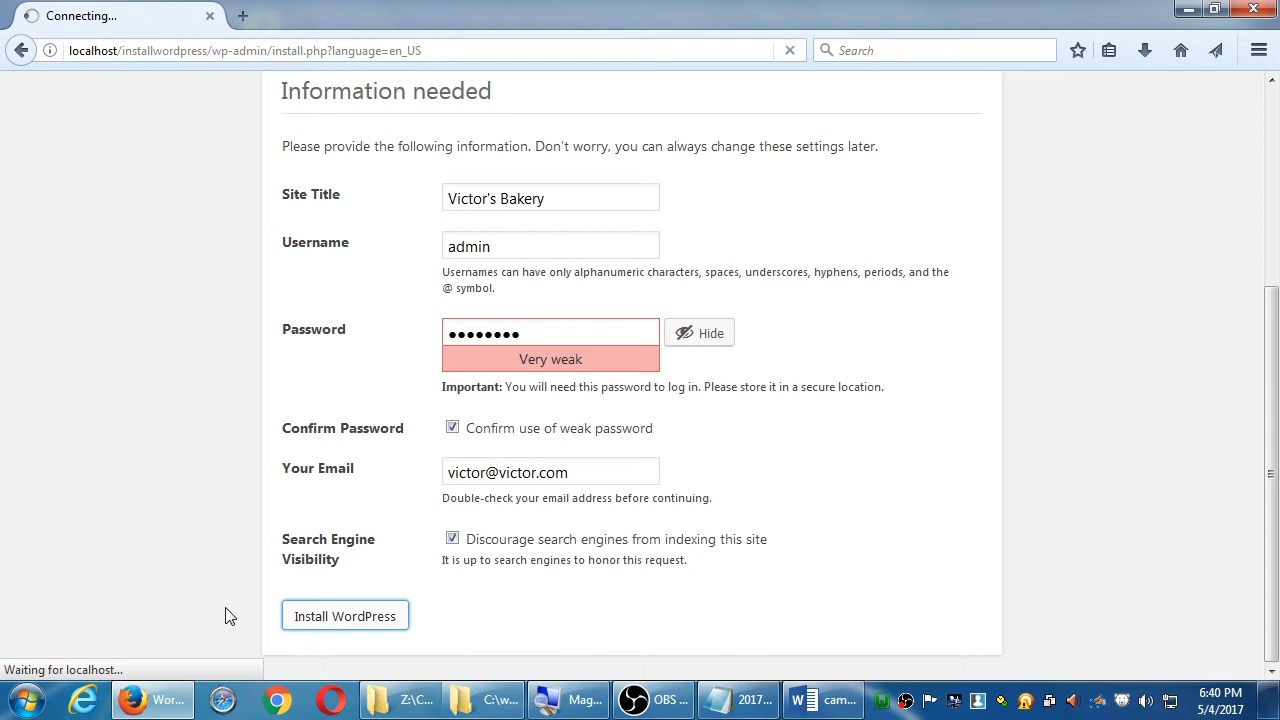 Connecting...
localhost/installwordpress/wp-admin/install.php?language=en_US
Search
Information needed
Please provide the following information. Don't worry, you can always change these settings later.
Site Title
Victor's Bakery
Username
admin
Usernames can have only alphanumeric characters, spaces, underscores, hyphens, periods, and the
@ symbol.
Password
●●●●●●●●
Hide
Very weak
Important: You will need this password to log in. Please store it in a secure location.
Confirm Password
Confirm use of weak password
Your Email
victor@victor.com
Double-check your email address before continuing.
Search Engine
Visibility
Discourage search engines from indexing this site
It is up to search engines to honor this request.
Install WordPress
Waiting for localhost...
Wor...
Z:\C...
C:\w...
Mag...
OBS ...
2017...
cam...
6:40 PM
5/4/2017